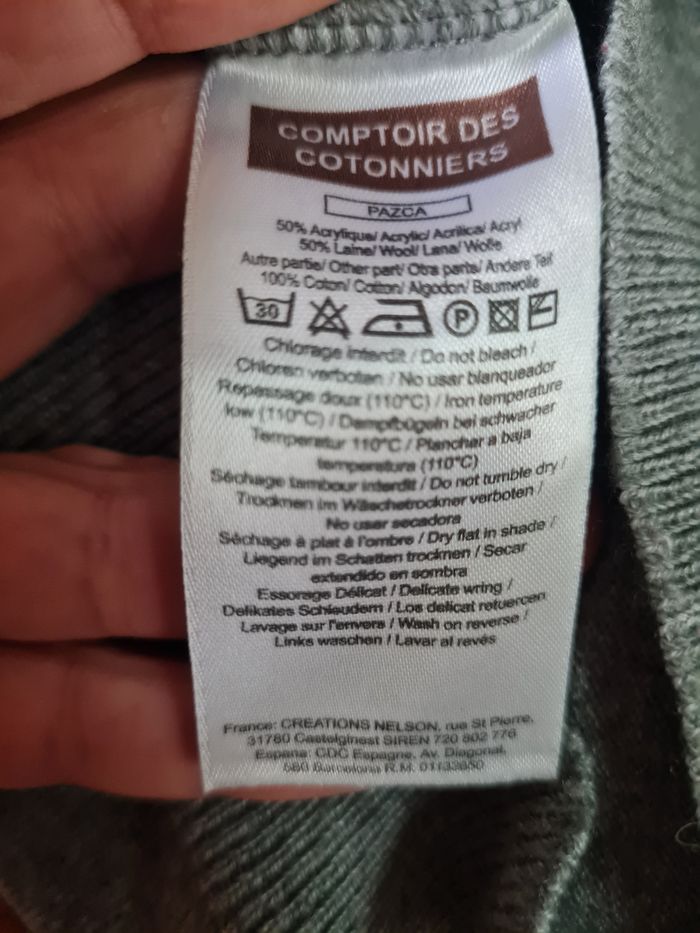 COMPTOIR DES
COTONNIERS
PAZCA
50% Acrylique/ Acrylic/ Acrilica/ Acryl
50% Laine/ Wool/ Lana/ Wolle
Autre partie/ Other part/ Otra parte/ Andere Teil
100% Coton/ Cotton/ Algodon/ Baumwolle
30 P
Chlorage interdit / Do not bleach /
Chloren verboten / No usar blanqueador
Repassage doux (110°C) / Iron temperature
low (110°C) / Dampfbügeln bei schwacher
Temperatur 110°C / Planchar a baja
temperatura (110°C)
Séchage tambour interdit / Do not tumble dry /
Trocknen im Wäschetrockner verboten /
No usar secadora
Séchage à plat à l'ombre / Dry flat in shade /
Liegend im Schatten trocknen / Secar
extendido en sombra
Essorage Délicat / Delicate wring /
Delikates Schleudern / Los delicat retuercen
Lavage sur l'envers / Wash on reverse /
Links waschen / Lavar al revés
France: CREATIONS NELSON, rue St Pierre,
31780 Castelginest SIREN 720 802 776
Espana: CDC Espagne, Av. Diagonal,
580 Barcelona R.M.